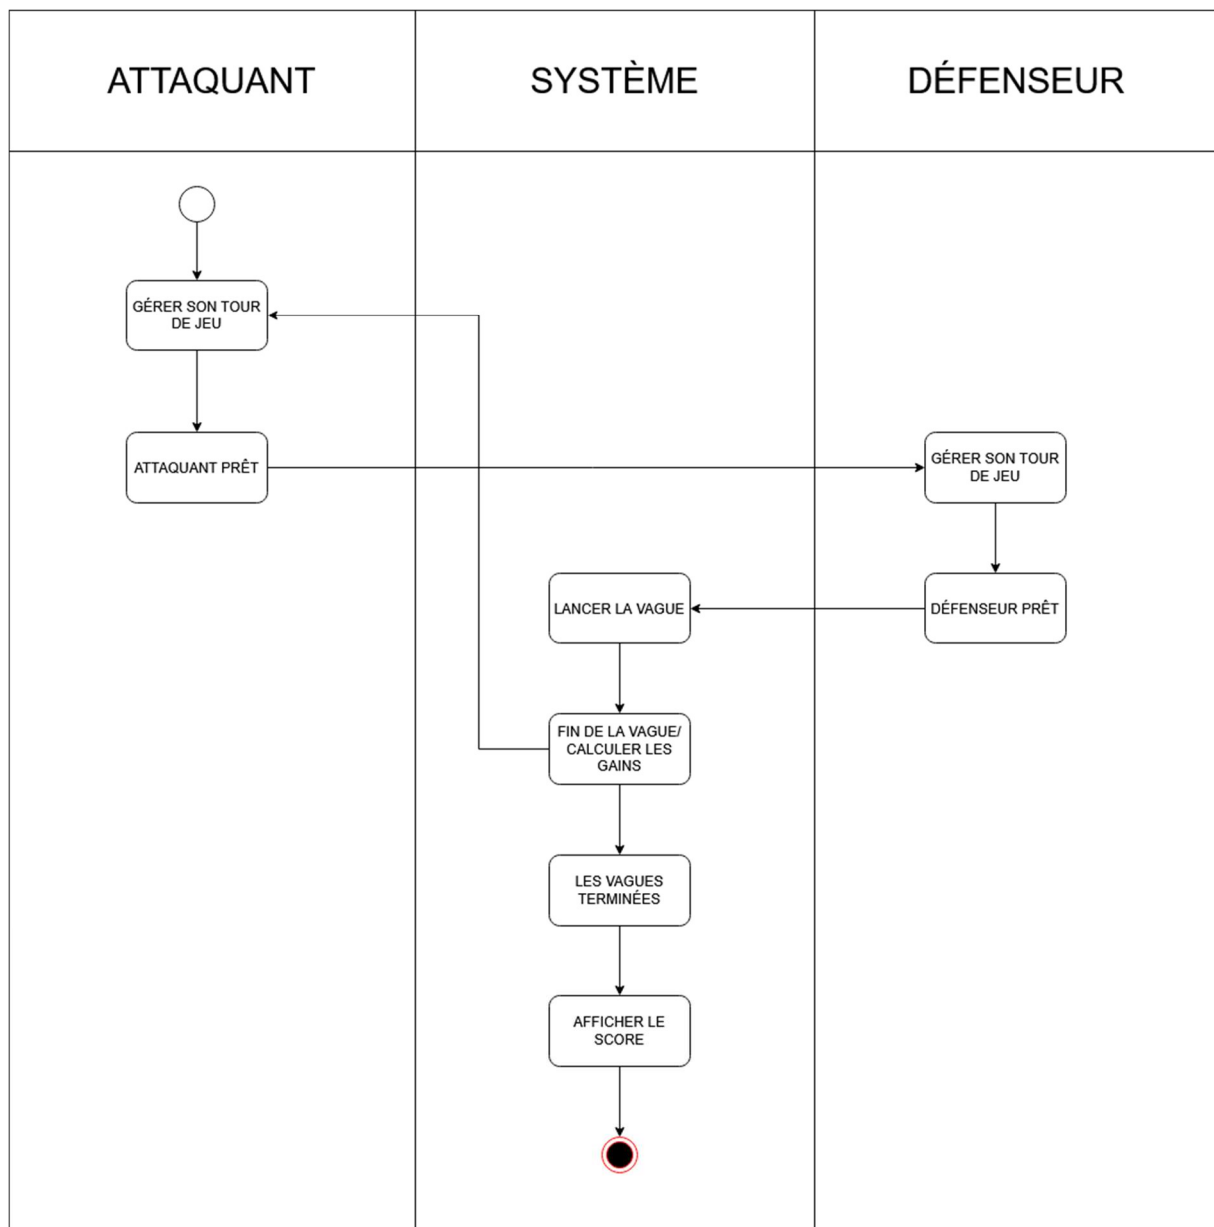 ATTAQUANT
SYSTÈME
DÉFENSEUR
GÉRER SON TOUR
DE JEU
ATTAQUANT PRÊT
GÉRER SON TOUR
DE JEU
LANCER LA VAGUE
DÉFENSEUR PRÊT
FIN DE LA VAGUE/
CALCULER LES
GAINS
LES VAGUES
TERMINÉES
AFFICHER LE
SCORE